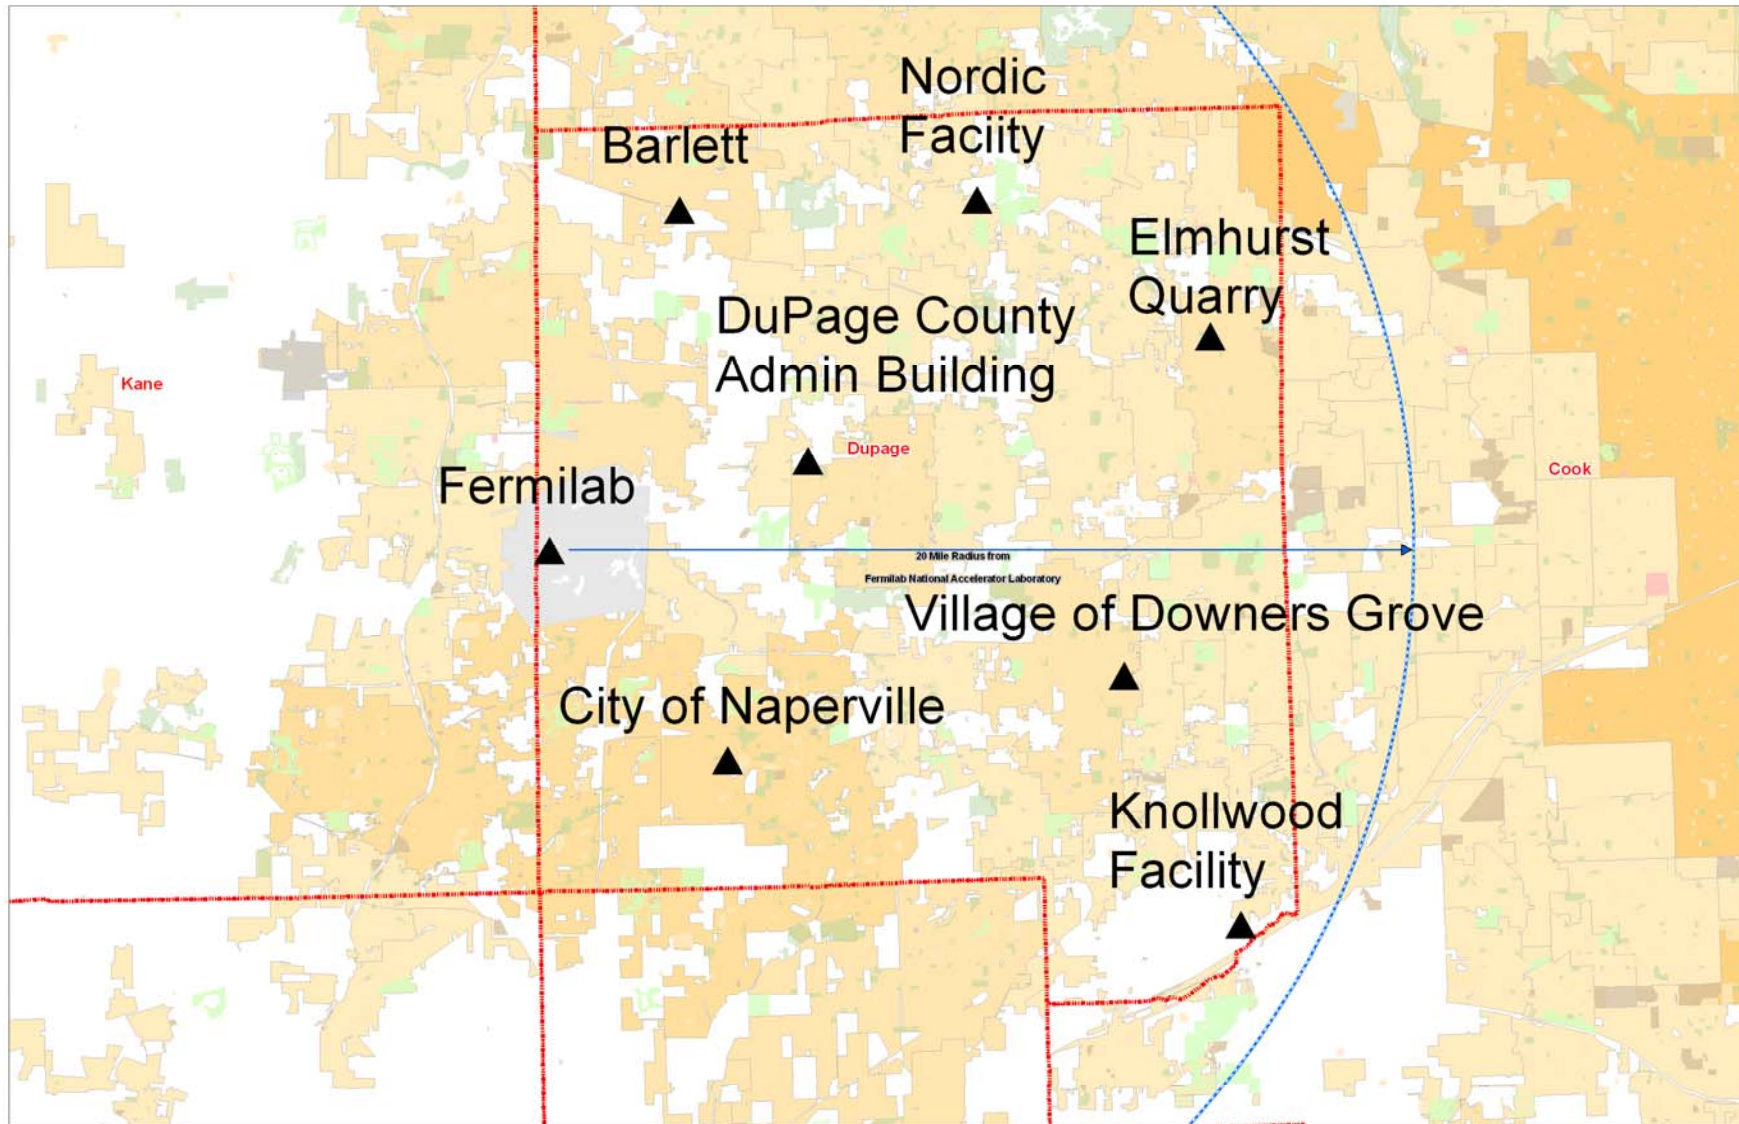 Nordic
Faciity
Barlett
Elmhurst
Quarry
DuPage County
Admin Building
Kane
Dupage
Cook
Fermilab
20 Mile Radius from
Fermilab National Accelerator Laboratory
Village of Downers Grove
City of Naperville
Knollwood
Facility